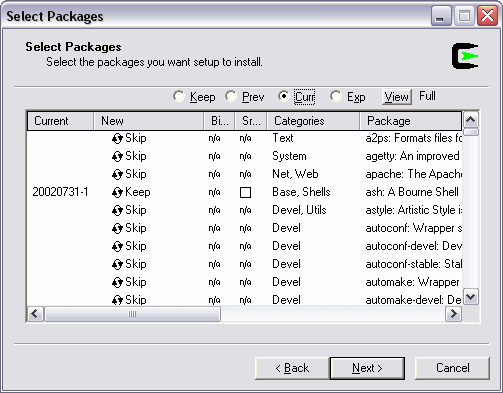 Select Packages
Select Packages
Select the packages you want setup to install.
Keep Prev Curr Exp View Full
Current New Bi... Sr... Categories Package
Skip n/a n/a Text a2ps: Formats files fo
Skip n/a n/a System agetty: An improved
Skip n/a n/a Net, Web apache: The Apache
20020731-1 Keep n/a Base, Shells ash: A Bourne Shell
Skip n/a n/a Devel, Utils astyle: Artistic Style is
Skip n/a n/a Devel autoconf: Wrapper s
Skip n/a n/a Devel autoconf-devel: Deve
Skip n/a n/a Devel autoconf-stable: Stal
Skip n/a n/a Devel automake: Wrapper
Skip n/a n/a Devel automake-devel: De
< Back Next > Cancel